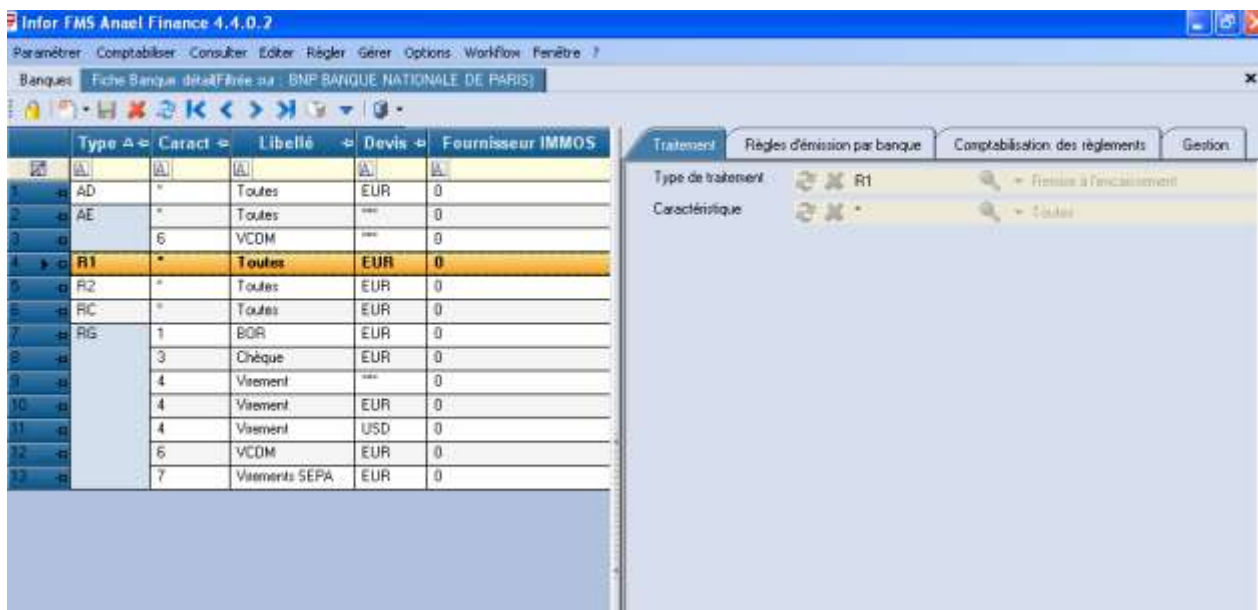 Infor FMS Anael Finance 4.4.0.2
Paramétrer Comptabiliser Consulter Editer Régler Gérer Options Workflow Fenêtre ?
Banques Fiche Banque détail(Filtrée sur : BNP BANQUE NATIONALE DE PARIS)
Type Caract Libellé Devis Fournisseur IMMOS
Traitement Règles d'émission par banque Comptabilisation des règlements Gestion
1 AD * Toutes EUR 0
2 AE * Toutes *** 0
3 6 VCOM *** 0
4 R1 * Toutes EUR 0
5 R2 * Toutes EUR 0
6 RC * Toutes EUR 0
7 RG 1 BOR EUR 0
8 3 Chèque EUR 0
9 4 Virement *** 0
10 4 Virement EUR 0
11 4 Virement USD 0
12 6 VCOM EUR 0
13 7 Virements SEPA EUR 0
Type de traitement R1 Remise à l'encaissement
Caractéristique * Toutes